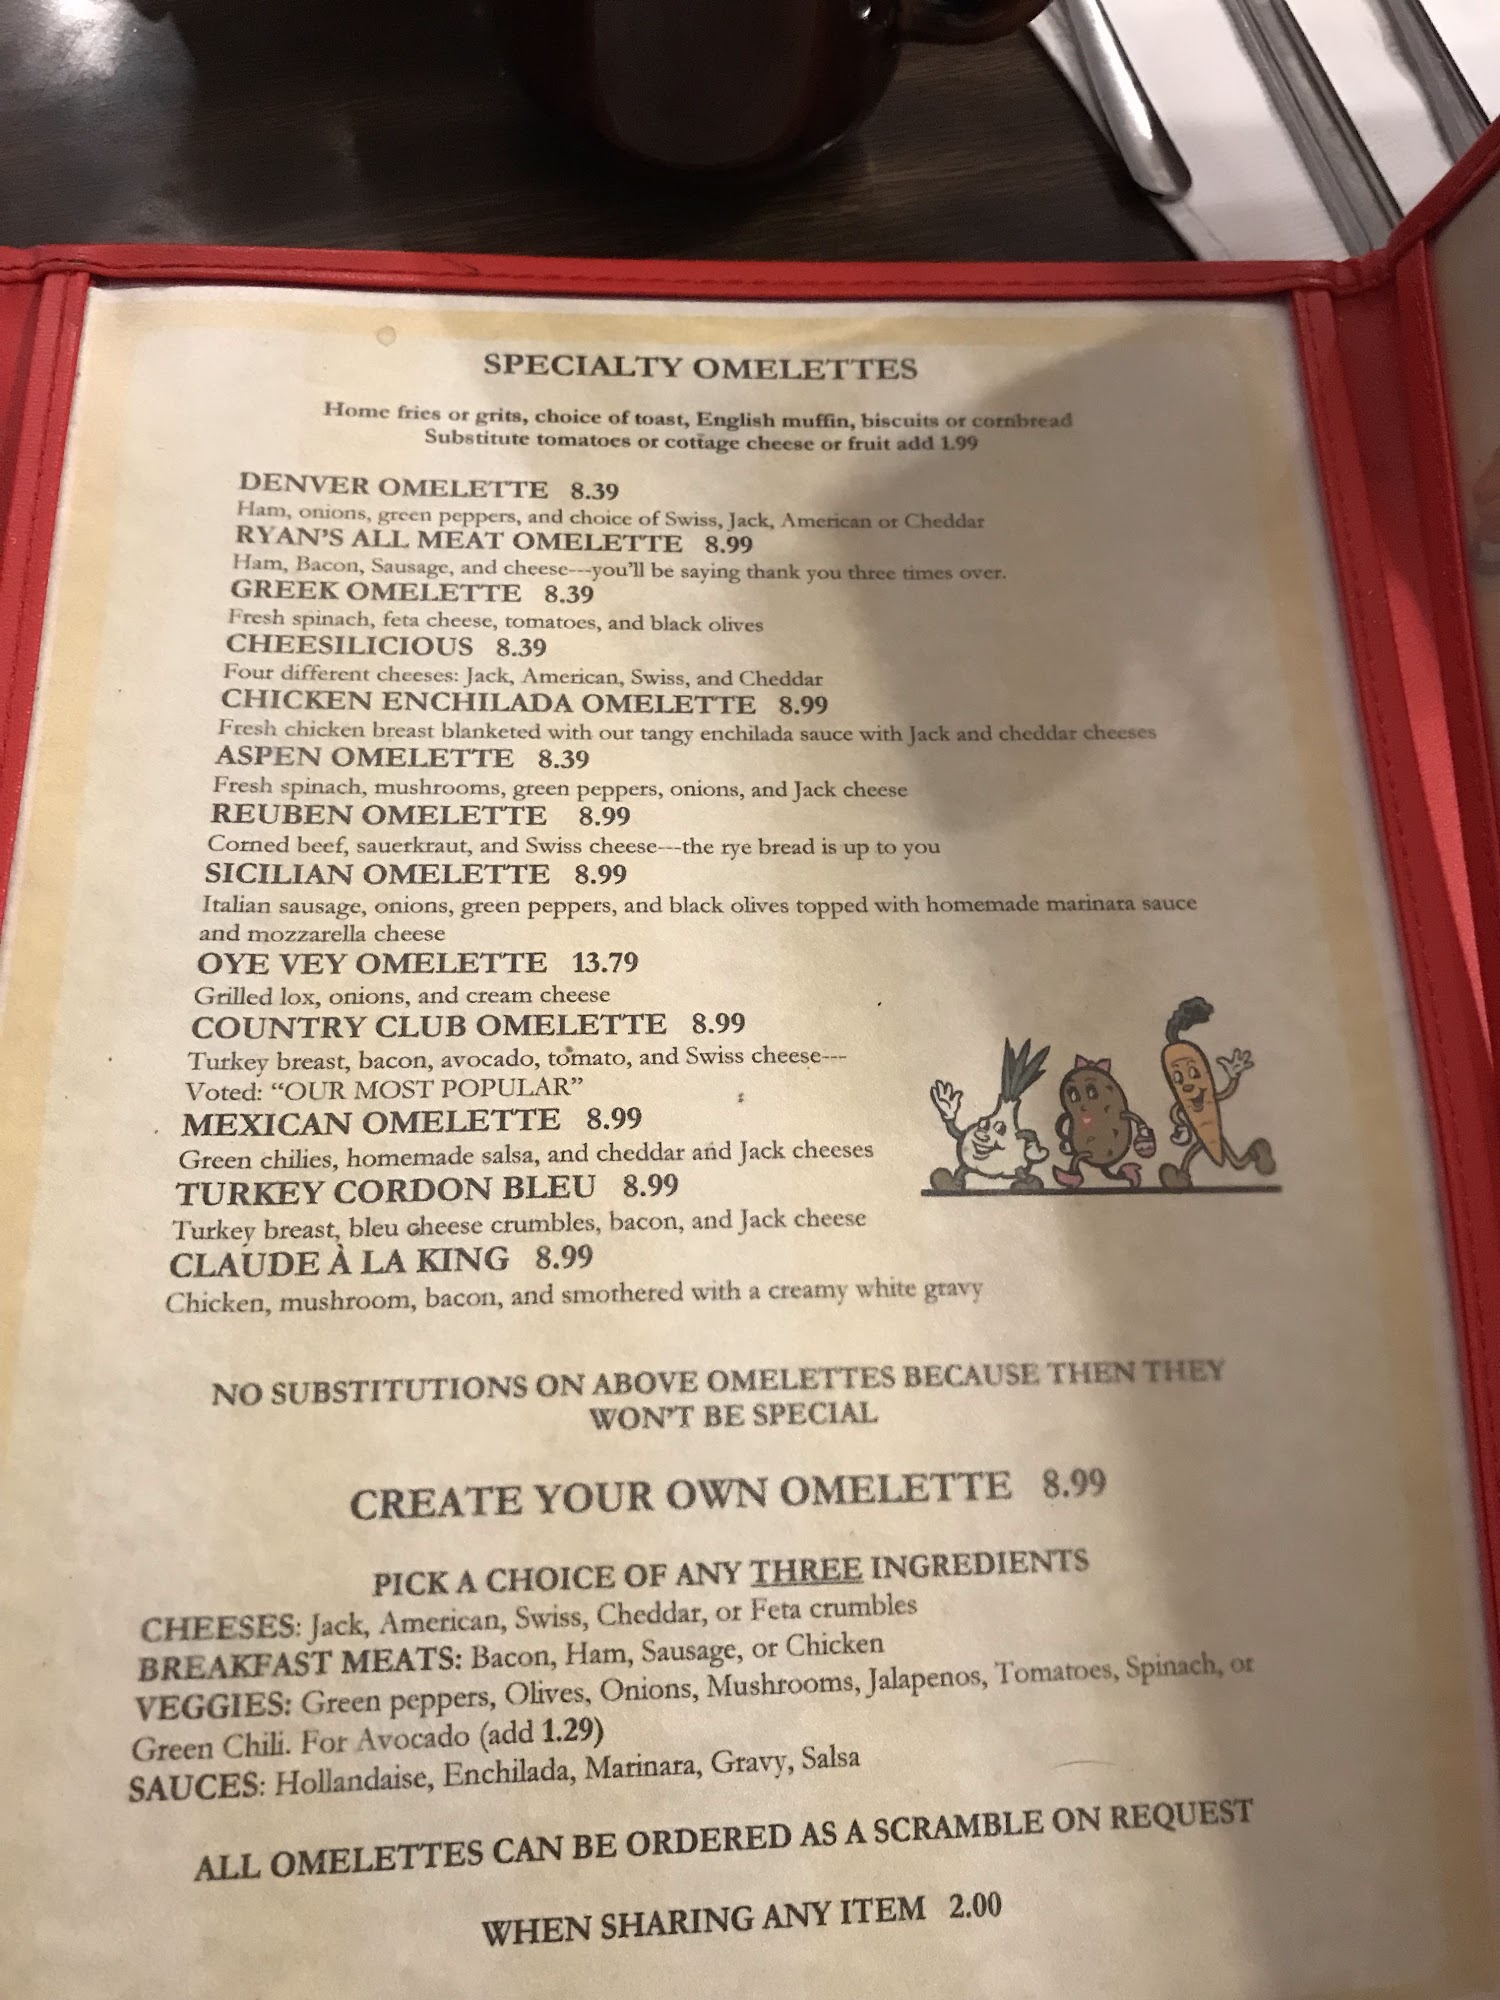 SPECIALTY OMELETTES
Home fries or grits, choice of toast, English muffin, biscuits or cornbread
Substitute tomatoes or cottage cheese or fruit add 1.99
DENVER OMELETTE 8.39
Ham, onions, green peppers, and choice of Swiss, Jack, American or Cheddar
RYAN'S ALL MEAT OMELETTE 8.99
Ham, Bacon, Sausage, and cheese---you'll be saying thank you three times over.
GREEK OMELETTE 8.39
Fresh spinach, feta cheese, tomatoes, and black olives
CHEESILICIOUS 8.39
Four different cheeses: Jack, American, Swiss, and Cheddar
CHICKEN ENCHILADA OMELETTE 8.99
Fresh chicken breast blanketed with our tangy enchilada sauce with Jack and cheddar cheeses
ASPEN OMELETTE 8.39
Fresh spinach, mushrooms, green peppers, onions, and Jack cheese
REUBEN OMELETTE 8.99
Corned beef, sauerkraut, and Swiss cheese---the rye bread is up to you
SICILIAN OMELETTE 8.99
Italian sausage, onions, green peppers, and black olives topped with homemade marinara sauce
and mozzarella cheese
OYE VEY OMELETTE 13.79
Grilled lox, onions, and cream cheese
COUNTRY CLUB OMELETTE 8.99
Turkey breast, bacon, avocado, tomato, and Swiss cheese---
Voted: "OUR MOST POPULAR"
MEXICAN OMELETTE 8.99
Green chilies, homemade salsa, and cheddar and Jack cheeses
TURKEY CORDON BLEU 8.99
Turkey breast, bleu cheese crumbles, bacon, and Jack cheese
CLAUDE À LA KING 8.99
Chicken, mushroom, bacon, and smothered with a creamy white gravy
NO SUBSTITUTIONS ON ABOVE OMELETTES BECAUSE THEN THEY
WON'T BE SPECIAL
CREATE YOUR OWN OMELETTE 8.99
PICK A CHOICE OF ANY THREE INGREDIENTS
CHEESES: Jack, American, Swiss, Cheddar, or Feta crumbles
BREAKFAST MEATS: Bacon, Ham, Sausage, or Chicken
VEGGIES: Green peppers, Olives, Onions, Mushrooms, Jalapenos, Tomatoes, Spinach, or
Green Chili. For Avocado (add 1.29)
SAUCES: Hollandaise, Enchilada, Marinara, Gravy, Salsa
ALL OMELETTES CAN BE ORDERED AS A SCRAMBLE ON REQUEST
WHEN SHARING ANY ITEM 2.00